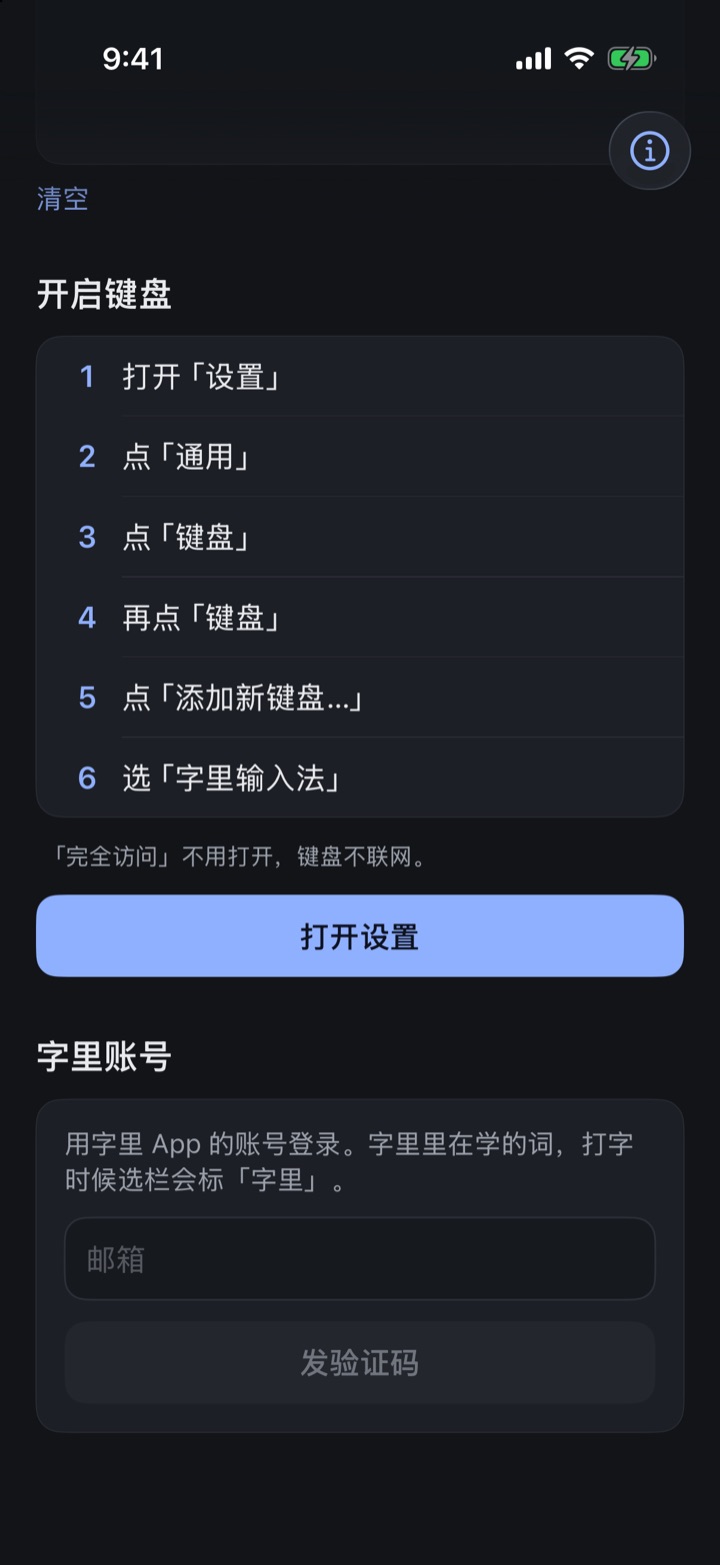 9:41
清空
开启键盘
1 打开「设置」
2 点「通用」
3 点「键盘」
4 再点「键盘」
5 点「添加新键盘...」
6 选「字里输入法」
「完全访问」不用打开，键盘不联网。
打开设置
字里账号
用字里 App 的账号登录。字里里在学的词，打字
时候选栏会标「字里」。
邮箱
发验证码